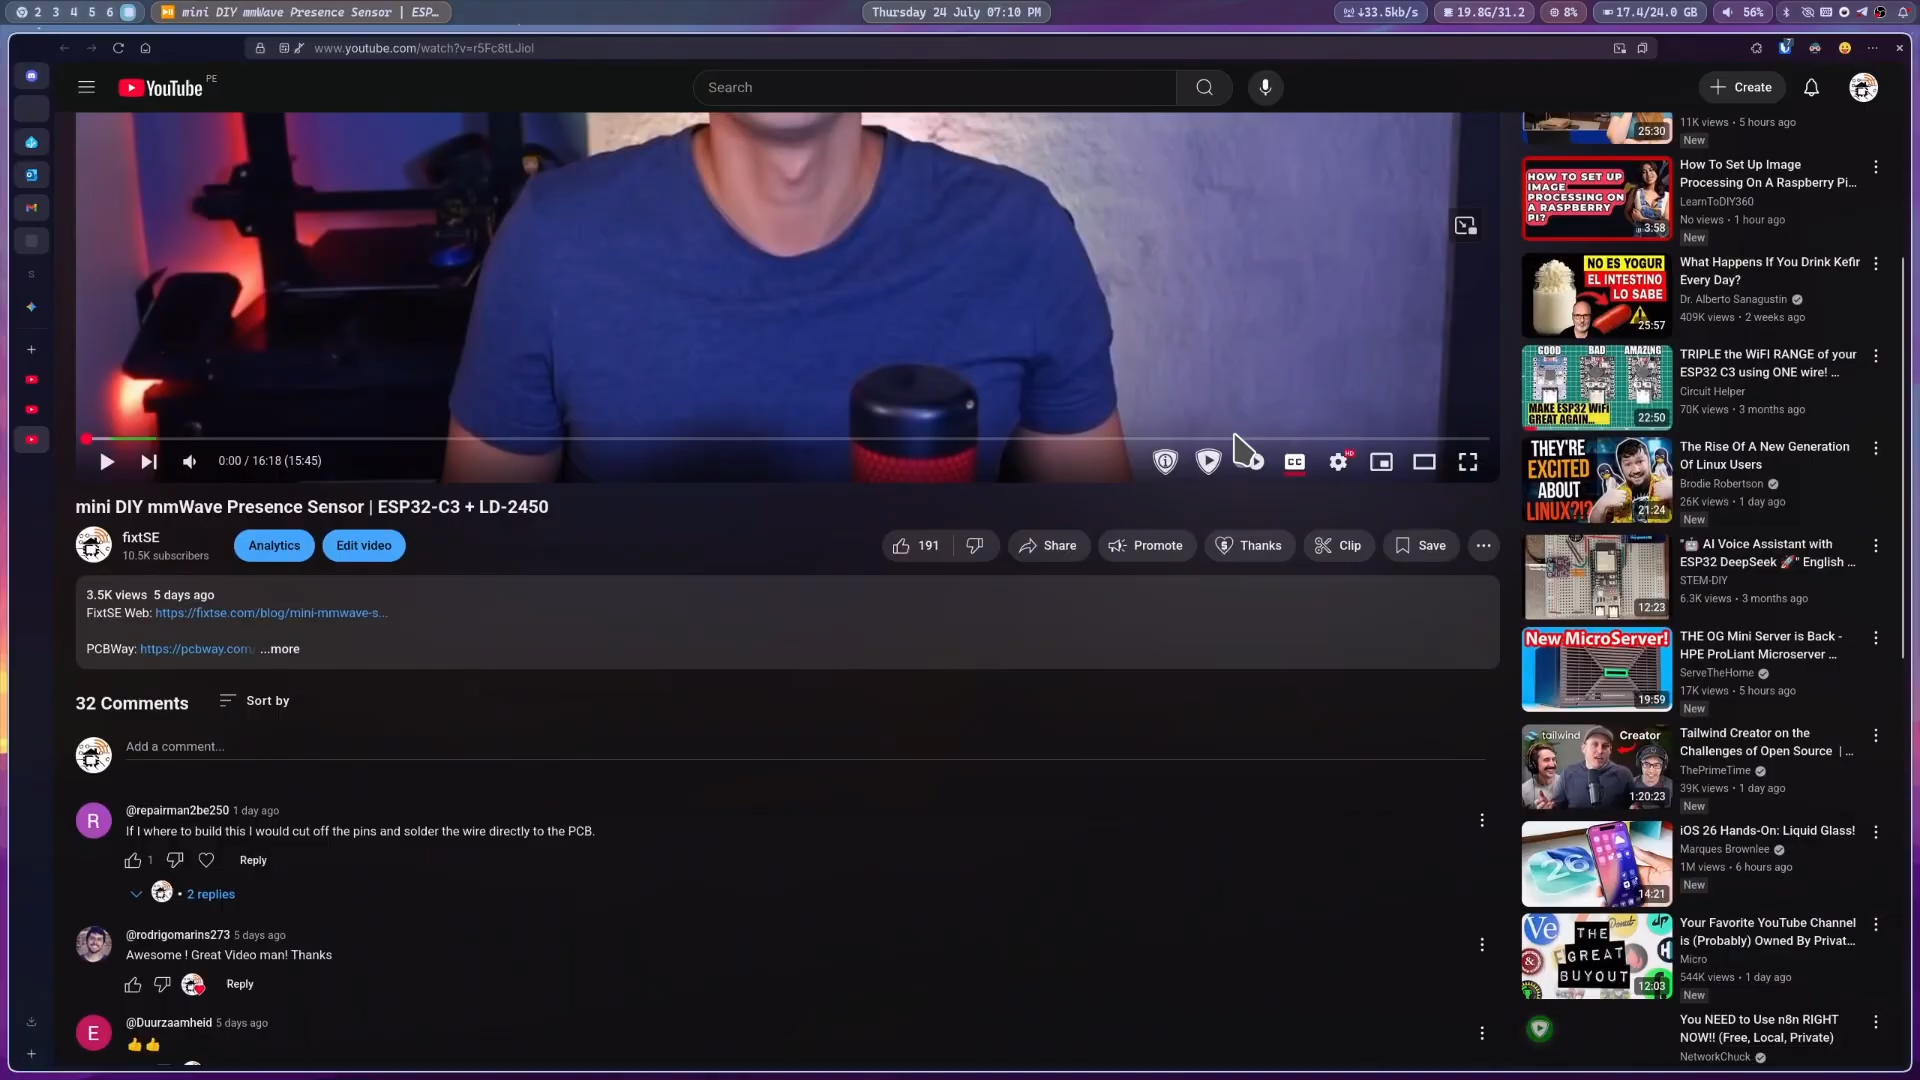 2 3 4 5 6
mini DIY mmWave Presence Sensor | ESP…
Thursday 24 July 07:10 PM
↓33.5kb/s
19.8G/31.2
8%
17.4/24.0 GB
56%
www.youtube.com/watch?v=r5Fc8tLJioI
YouTube PE
Search
Create
0:00 / 16:18 (15:45)
CC
HD
mini DIY mmWave Presence Sensor | ESP32-C3 + LD-2450
fixtSE
10.5K subscribers
Analytics
Edit video
191
Share
Promote
Thanks
Clip
Save
3.5K views 5 days ago
FixtSE Web: https://fixtse.com/blog/mini-mmwave-s...
PCBWay: https://pcbway.com/ ...more
32 Comments
Sort by
Add a comment...
R
@repairman2be250 1 day ago
If I where to build this I would cut off the pins and solder the wire directly to the PCB.
1
Reply
• 2 replies
@rodrigomarins273 5 days ago
Awesome ! Great Video man! Thanks
Reply
E
@Duurzaamheid 5 days ago
👍👍
25:30
11K views • 5 hours ago
New
HOW TO SET UP
IMAGE
PROCESSING ON
A RASPBERRY
PI?
3:58
How To Set Up Image
Processing On A Raspberry Pi...
LearnToDIY360
No views • 1 hour ago
New
NO ES YOGUR
EL INTESTINO
LO SABE
25:57
What Happens If You Drink Kefir
Every Day?
Dr. Alberto Sanagustin
409K views • 2 weeks ago
GOOD BAD AMAZING
MAKE ESP32 WiFi
GREAT AGAIN...
22:50
TRIPLE the WiFI RANGE of your
ESP32 C3 using ONE wire! ...
Circuit Helper
70K views • 3 months ago
THEY'RE
EXCITED
ABOUT
LINUX?!?
21:24
The Rise Of A New Generation
Of Linux Users
Brodie Robertson
26K views • 1 day ago
New
12:23
"🤖 AI Voice Assistant with
ESP32 DeepSeek 🚀" English ...
STEM-DIY
6.3K views • 3 months ago
New MicroServer!
19:59
THE OG Mini Server is Back -
HPE ProLiant Microserver ...
ServeTheHome
17K views • 5 hours ago
New
tailwind Creator
1:20:23
Tailwind Creator on the
Challenges of Open Source | ...
ThePrimeTime
39K views • 1 day ago
New
26
14:21
iOS 26 Hands-On: Liquid Glass!
Marques Brownlee
1M views • 6 hours ago
New
Ve
Donut
THE
GREAT
BUYOUT
12:03
Your Favorite YouTube Channel
is (Probably) Owned By Privat...
Micro
544K views • 1 day ago
New
You NEED to Use n8n RIGHT
NOW!! (Free, Local, Private)
NetworkChuck